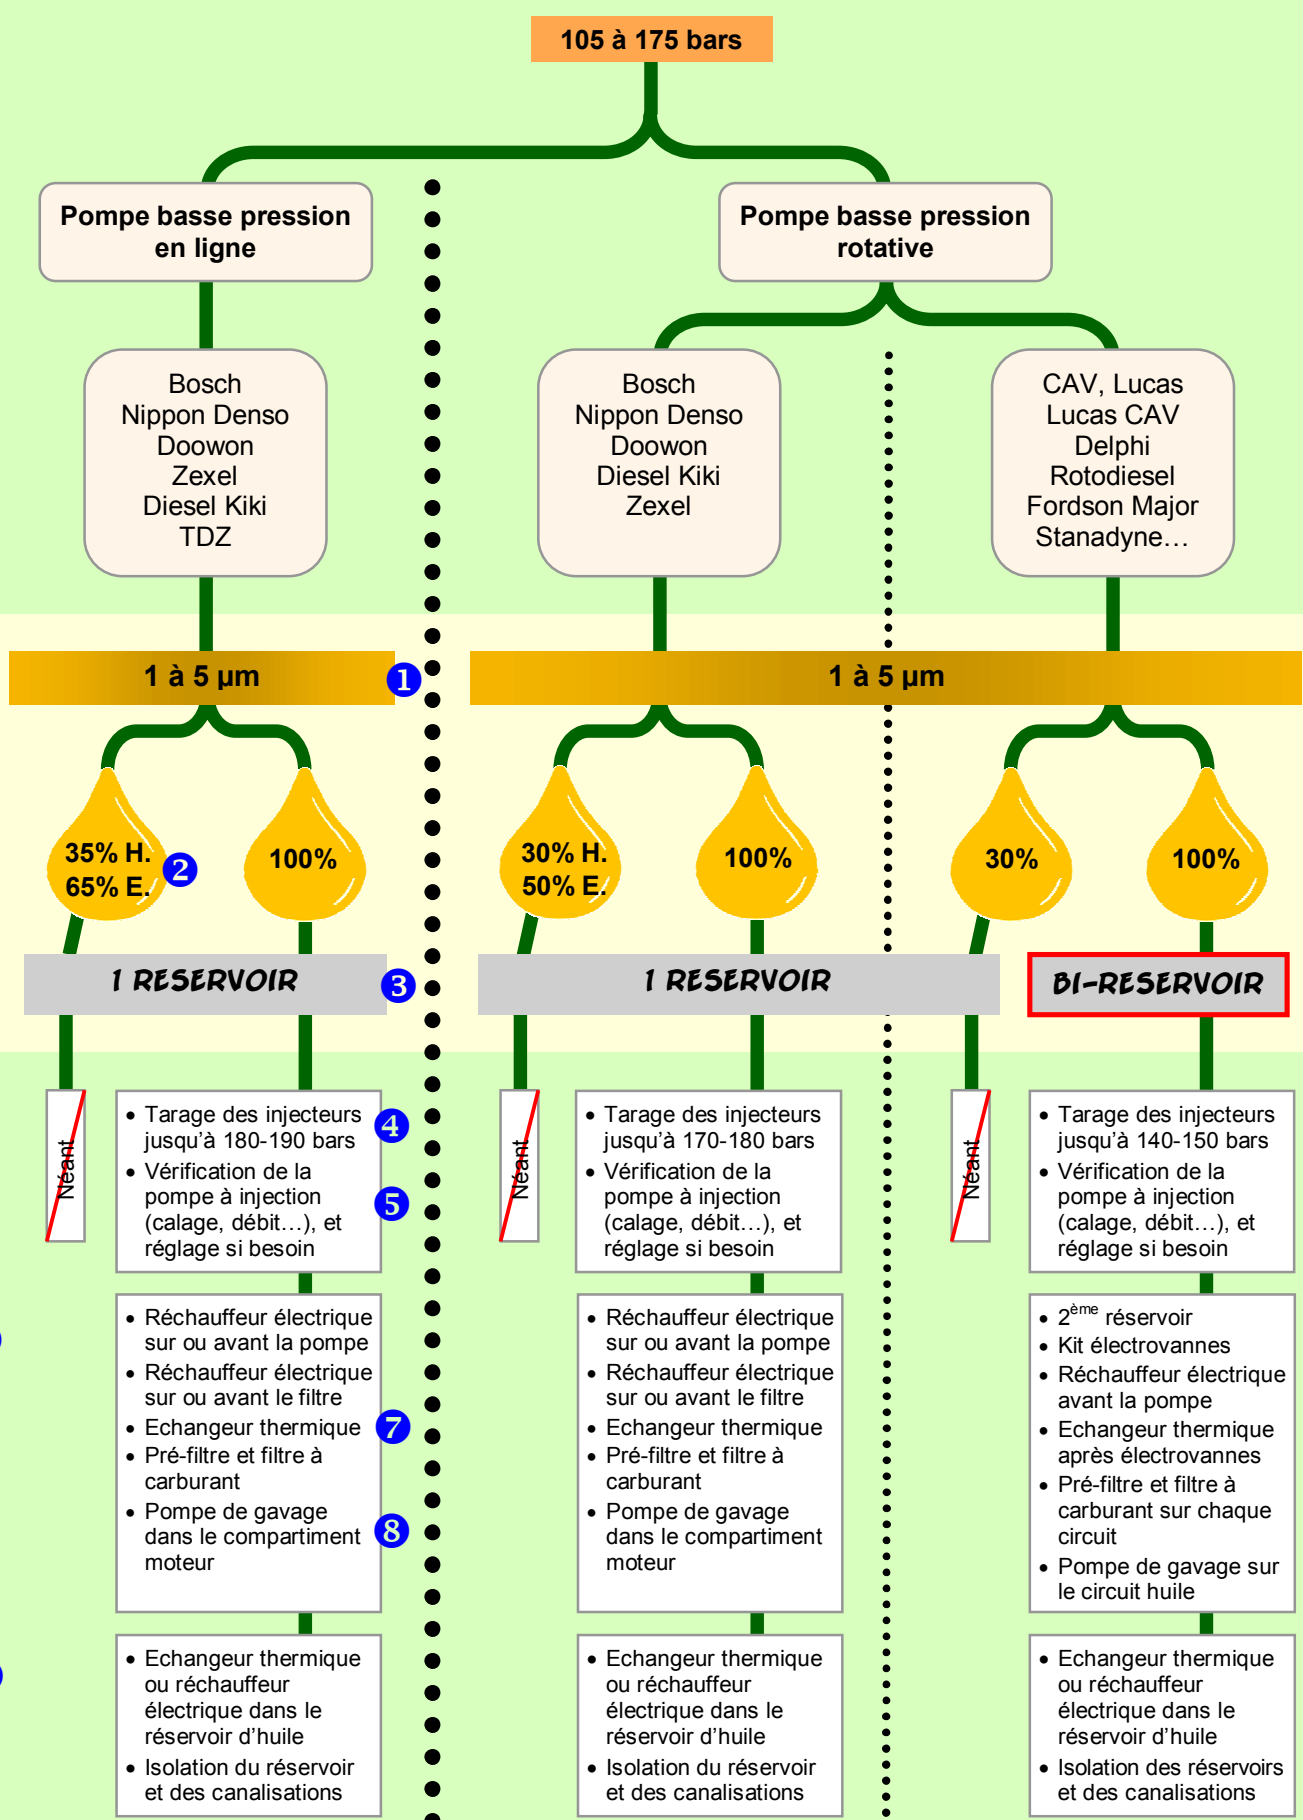 105 à 175 bars
Pompe basse pression
en ligne
Pompe basse pression
rotative
Bosch
Nippon Denso
Doowon
Zexel
Diesel Kiki
TDZ
Bosch
Nippon Denso
Doowon
Diesel Kiki
Zexel
CAV, Lucas
Lucas CAV
Delphi
Rotodiesel
Fordson Major
Stanadyne…
1 à 5 µm
1
1 à 5 µm
35% H.
65% E.
2
100%
30% H.
50% E.
100%
30%
100%
1 RESERVOIR
3
1 RESERVOIR
BI-RESERVOIR
Néant
• Tarage des injecteurs
jusqu'à 180-190 bars
4
• Vérification de la
pompe à injection
(calage, débit…), et
réglage si besoin
5
• Réchauffeur électrique
sur ou avant la pompe
• Réchauffeur électrique
sur ou avant le filtre
• Echangeur thermique
7
• Pré-filtre et filtre à
carburant
• Pompe de gavage
dans le compartiment
moteur
8
• Echangeur thermique
ou réchauffeur
électrique dans le
réservoir d'huile
• Isolation du réservoir
et des canalisations
Néant
• Tarage des injecteurs
jusqu'à 170-180 bars
• Vérification de la
pompe à injection
(calage, débit…), et
réglage si besoin
• Réchauffeur électrique
sur ou avant la pompe
• Réchauffeur électrique
sur ou avant le filtre
• Echangeur thermique
• Pré-filtre et filtre à
carburant
• Pompe de gavage
dans le compartiment
moteur
• Echangeur thermique
ou réchauffeur
électrique dans le
réservoir d'huile
• Isolation du réservoir
et des canalisations
Néant
• Tarage des injecteurs
jusqu'à 140-150 bars
• Vérification de la
pompe à injection
(calage, débit…), et
réglage si besoin
• 2ème réservoir
• Kit électrovannes
• Réchauffeur électrique
avant la pompe
• Echangeur thermique
après électrovannes
• Pré-filtre et filtre à
carburant sur chaque
circuit
• Pompe de gavage sur
le circuit huile
• Echangeur thermique
ou réchauffeur
électrique dans le
réservoir d'huile
• Isolation des réservoirs
et des canalisations